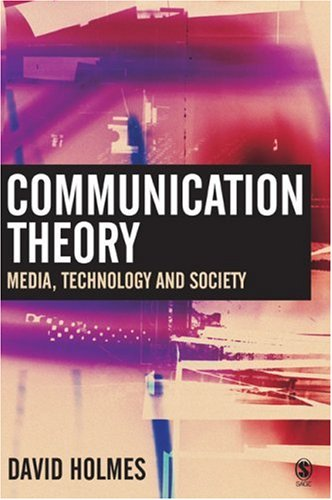 COMMUNICATION
THEORY
MEDIA, TECHNOLOGY AND SOCIETY
DAVID HOLMES
SAGE